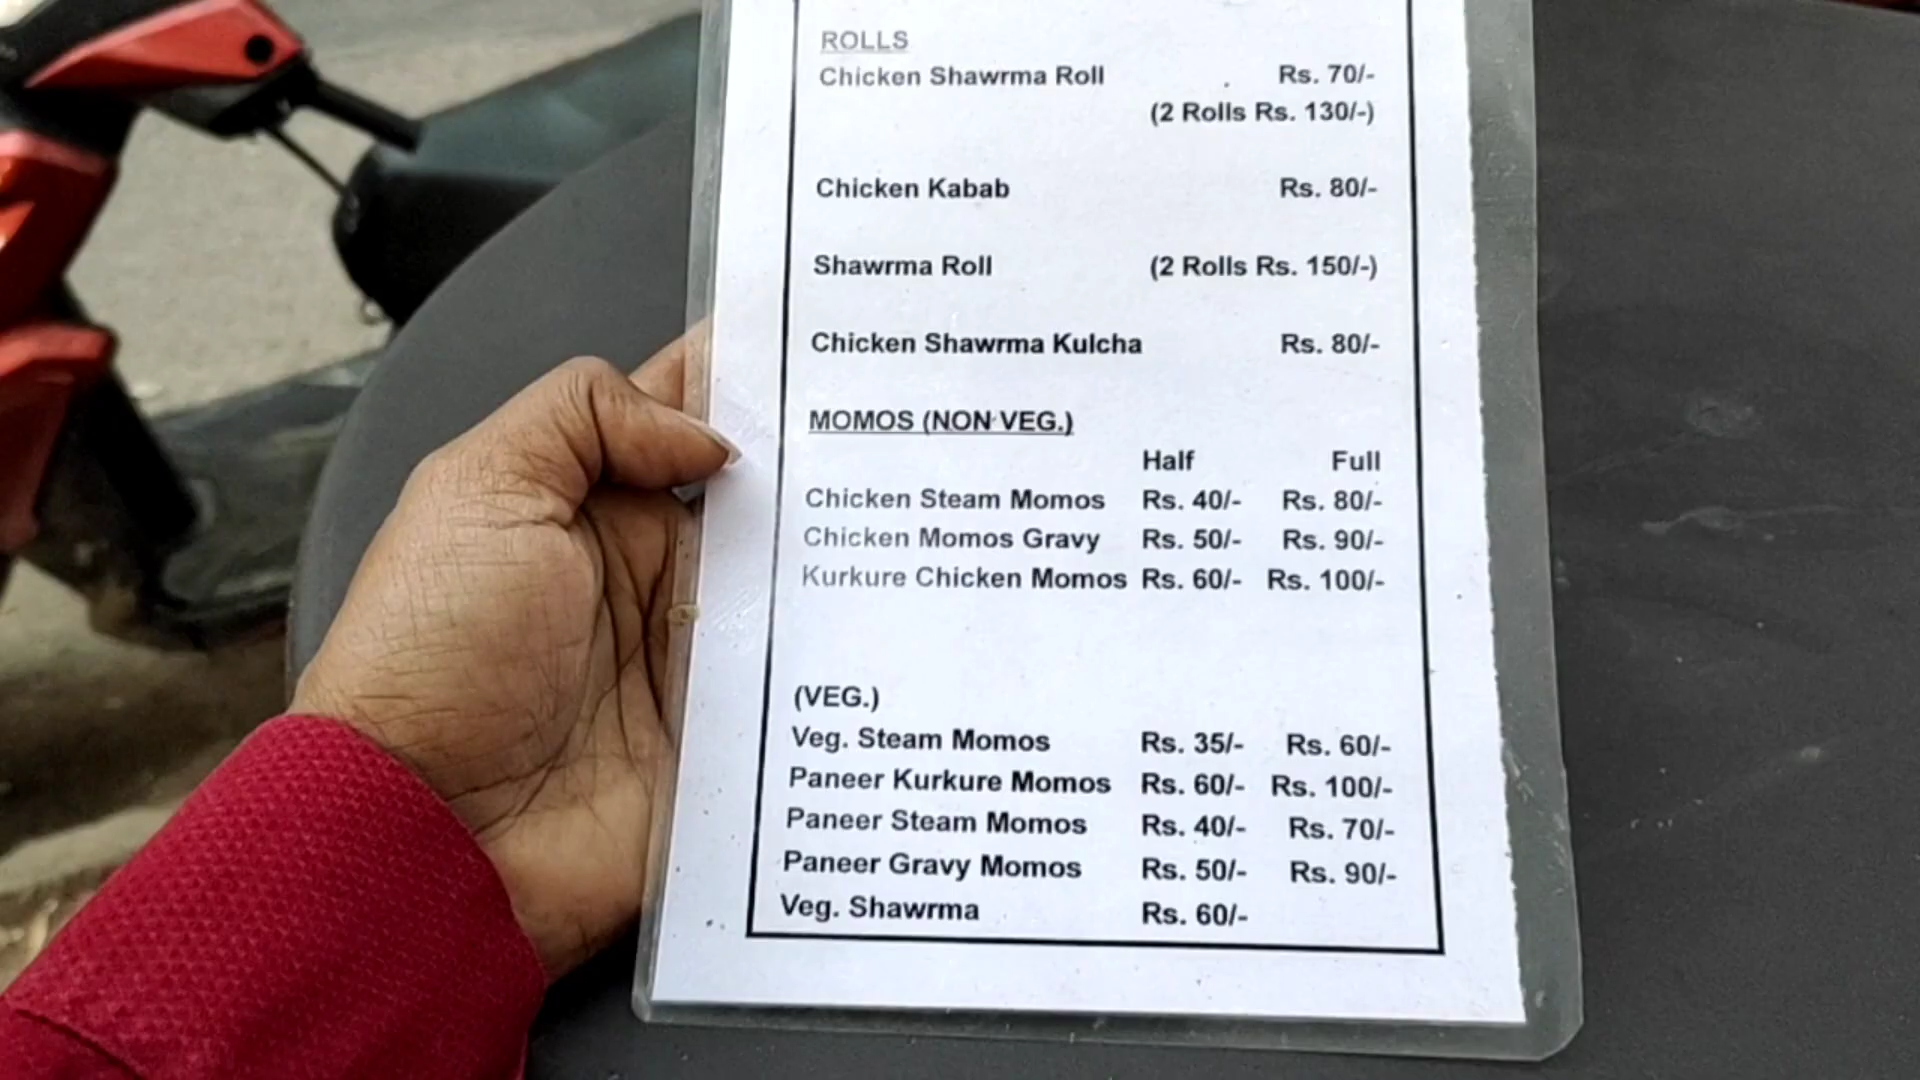 ROLLS
Chicken Shawrma Roll Rs. 70/-
(2 Rolls Rs. 130/-)
Chicken Kabab Rs. 80/-
Shawrma Roll (2 Rolls Rs. 150/-)
Chicken Shawrma Kulcha Rs. 80/-
MOMOS (NON VEG.)
Half Full
Chicken Steam Momos Rs. 40/- Rs. 80/-
Chicken Momos Gravy Rs. 50/- Rs. 90/-
Kurkure Chicken Momos Rs. 60/- Rs. 100/-
(VEG.)
Veg. Steam Momos Rs. 35/- Rs. 60/-
Paneer Kurkure Momos Rs. 60/- Rs. 100/-
Paneer Steam Momos Rs. 40/- Rs. 70/-
Paneer Gravy Momos Rs. 50/- Rs. 90/-
Veg. Shawrma Rs. 60/-